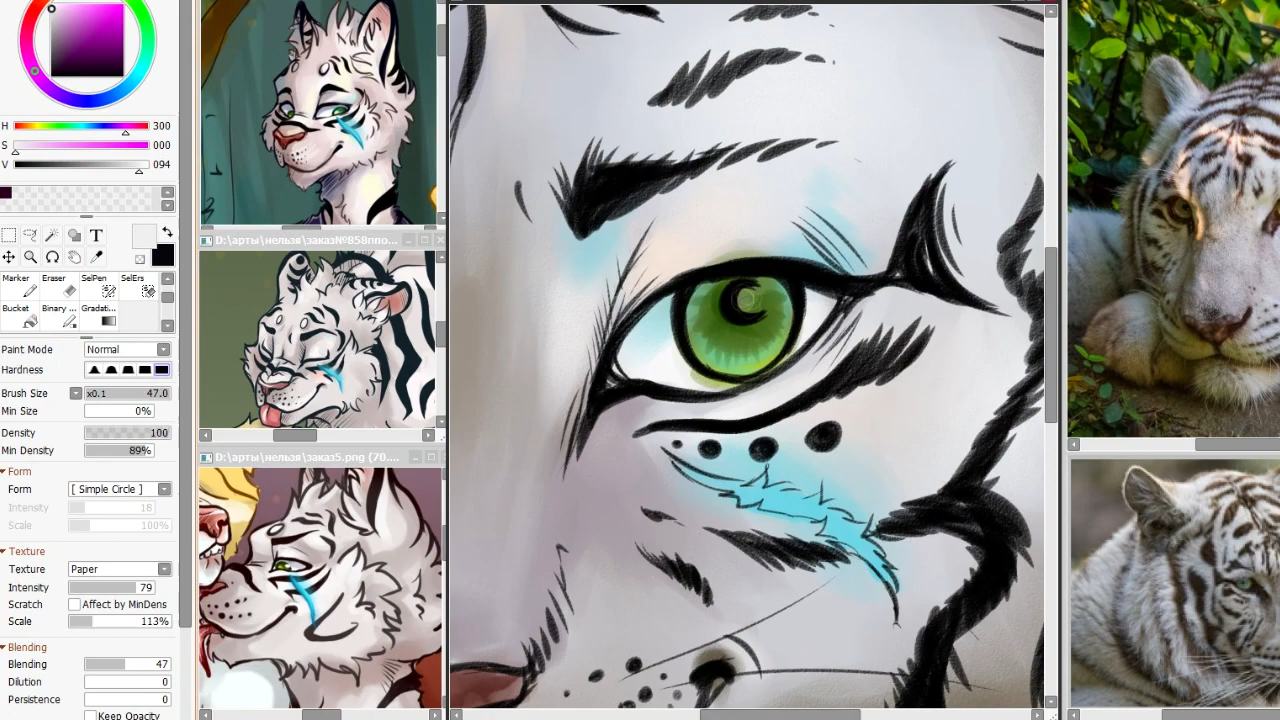 H 300
S 000
V 094
T
Marker Eraser SelPen SelErs
Bucket Binary ... Gradati...
Paint Mode Normal
Hardness
Brush Size x0.1 47.0
Min Size 0%
Density 100
Min Density 89%
Form
Form [ Simple Circle ]
Intensity 18
Scale 100%
Texture
Texture Paper
Intensity 79
Scratch Affect by MinDens
Scale 113%
Blending
Blending 47
Dilution 0
Persistence 0
Keep Opacity
D:\арты\нельзя\заказ№858ппо...
D:\арты\нельзя\заказ5.png (70....